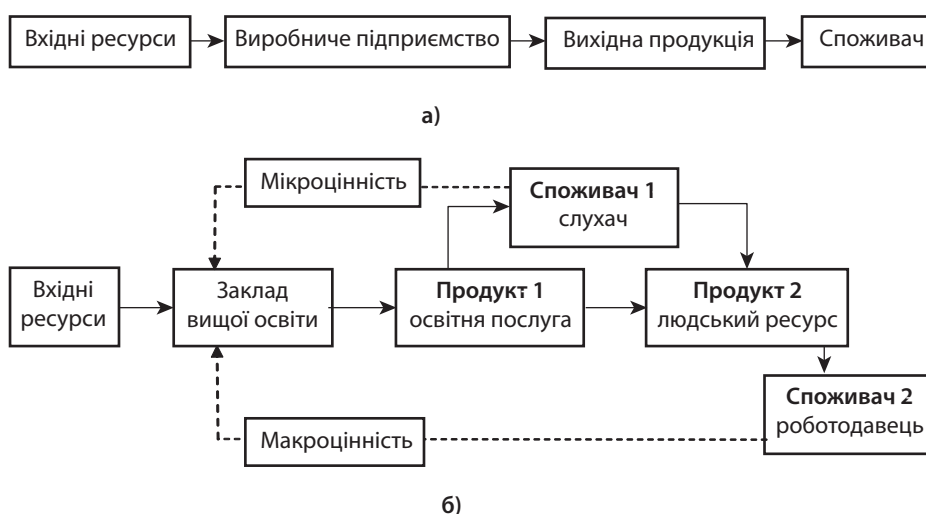 Вхідні ресурси
Виробниче підприємство
Вихідна продукція
Споживач
а)
Мікроцінність
Споживач 1
слухач
Вхідні
ресурси
Заклад
вищої освіти
Продукт 1
освітня послуга
Продукт 2
людський ресурс
Споживач 2
роботодавець
Макроцінність
б)